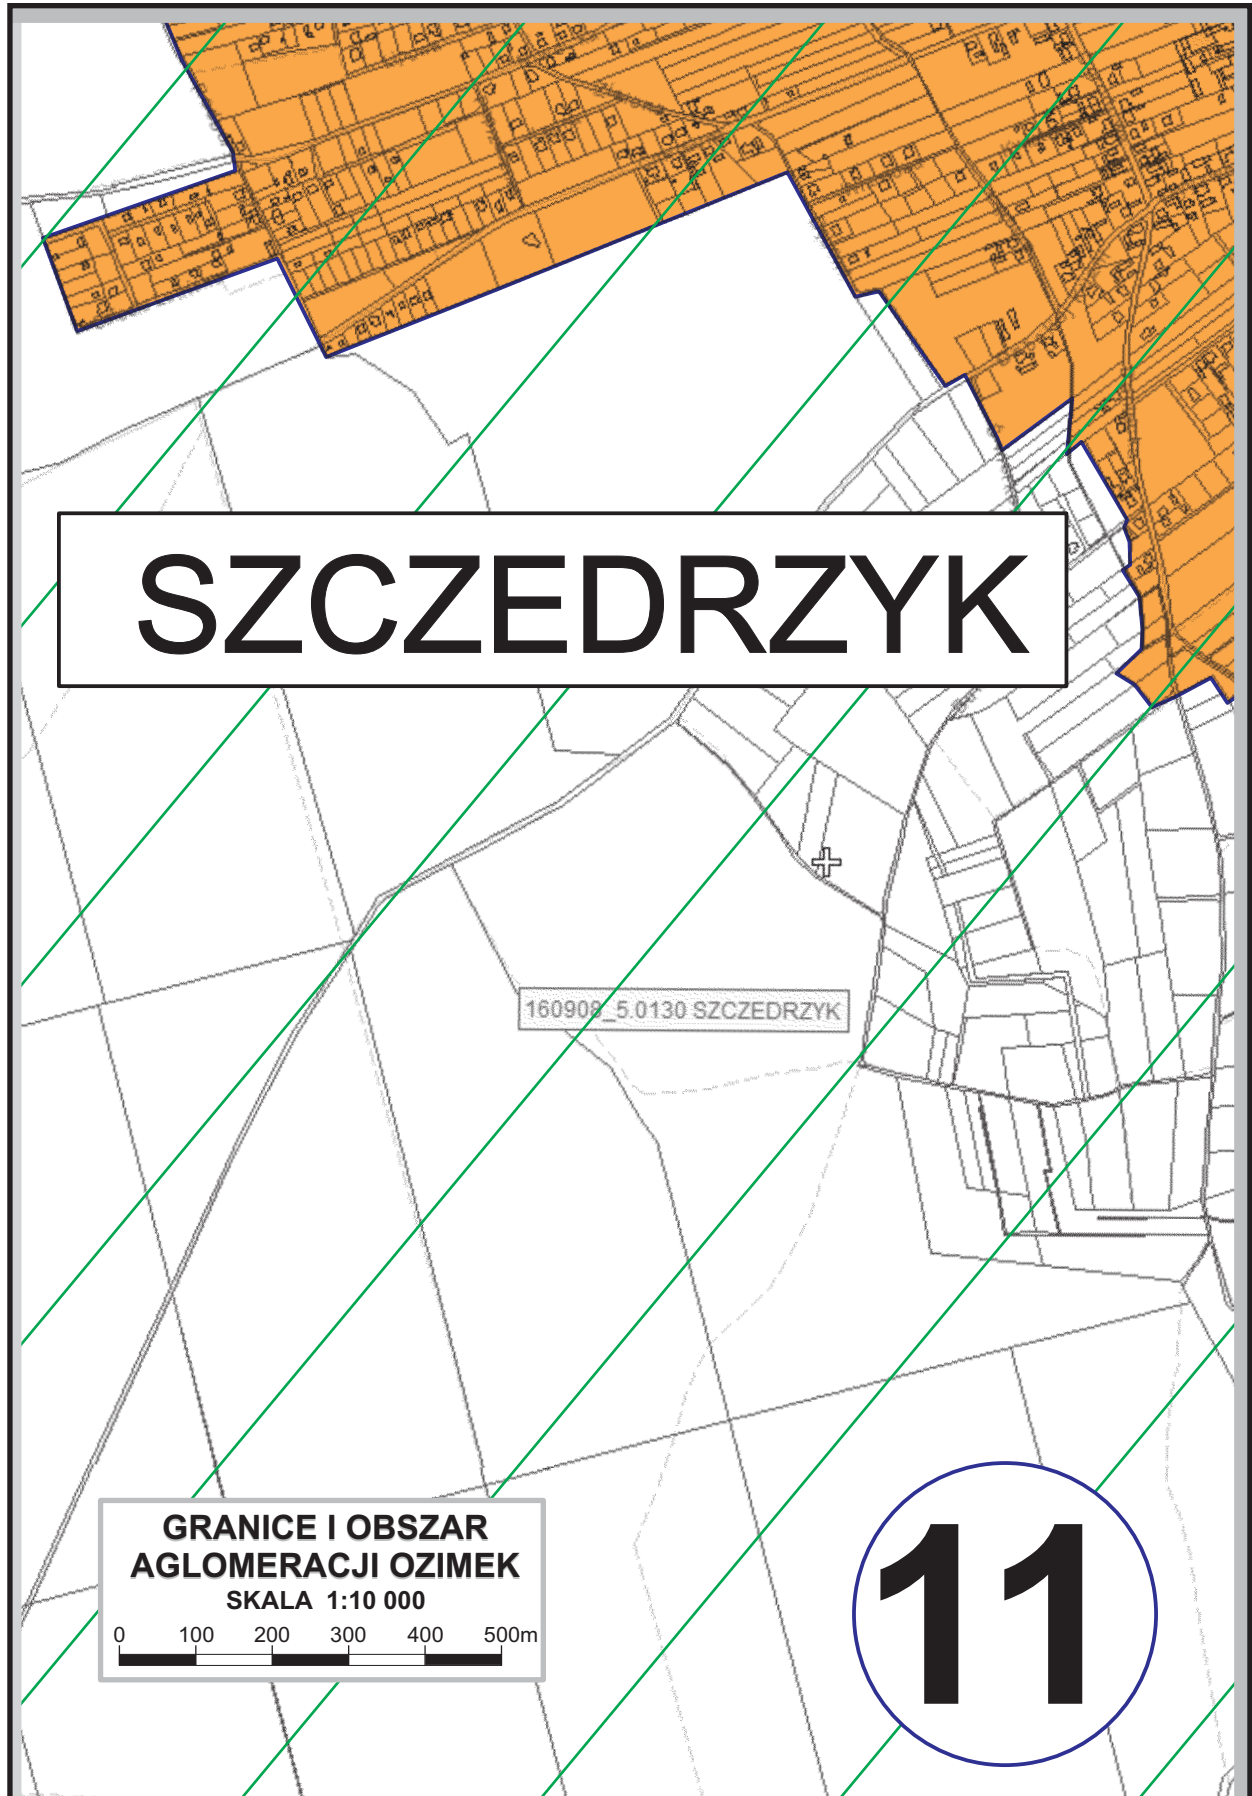 SZCZEDRZYK
160908_5.0130 SZCZEDRZYK
GRANICE I OBSZAR
AGLOMERACJI OZIMEK
SKALA 1:10 000
0 100 200 300 400 500m
11